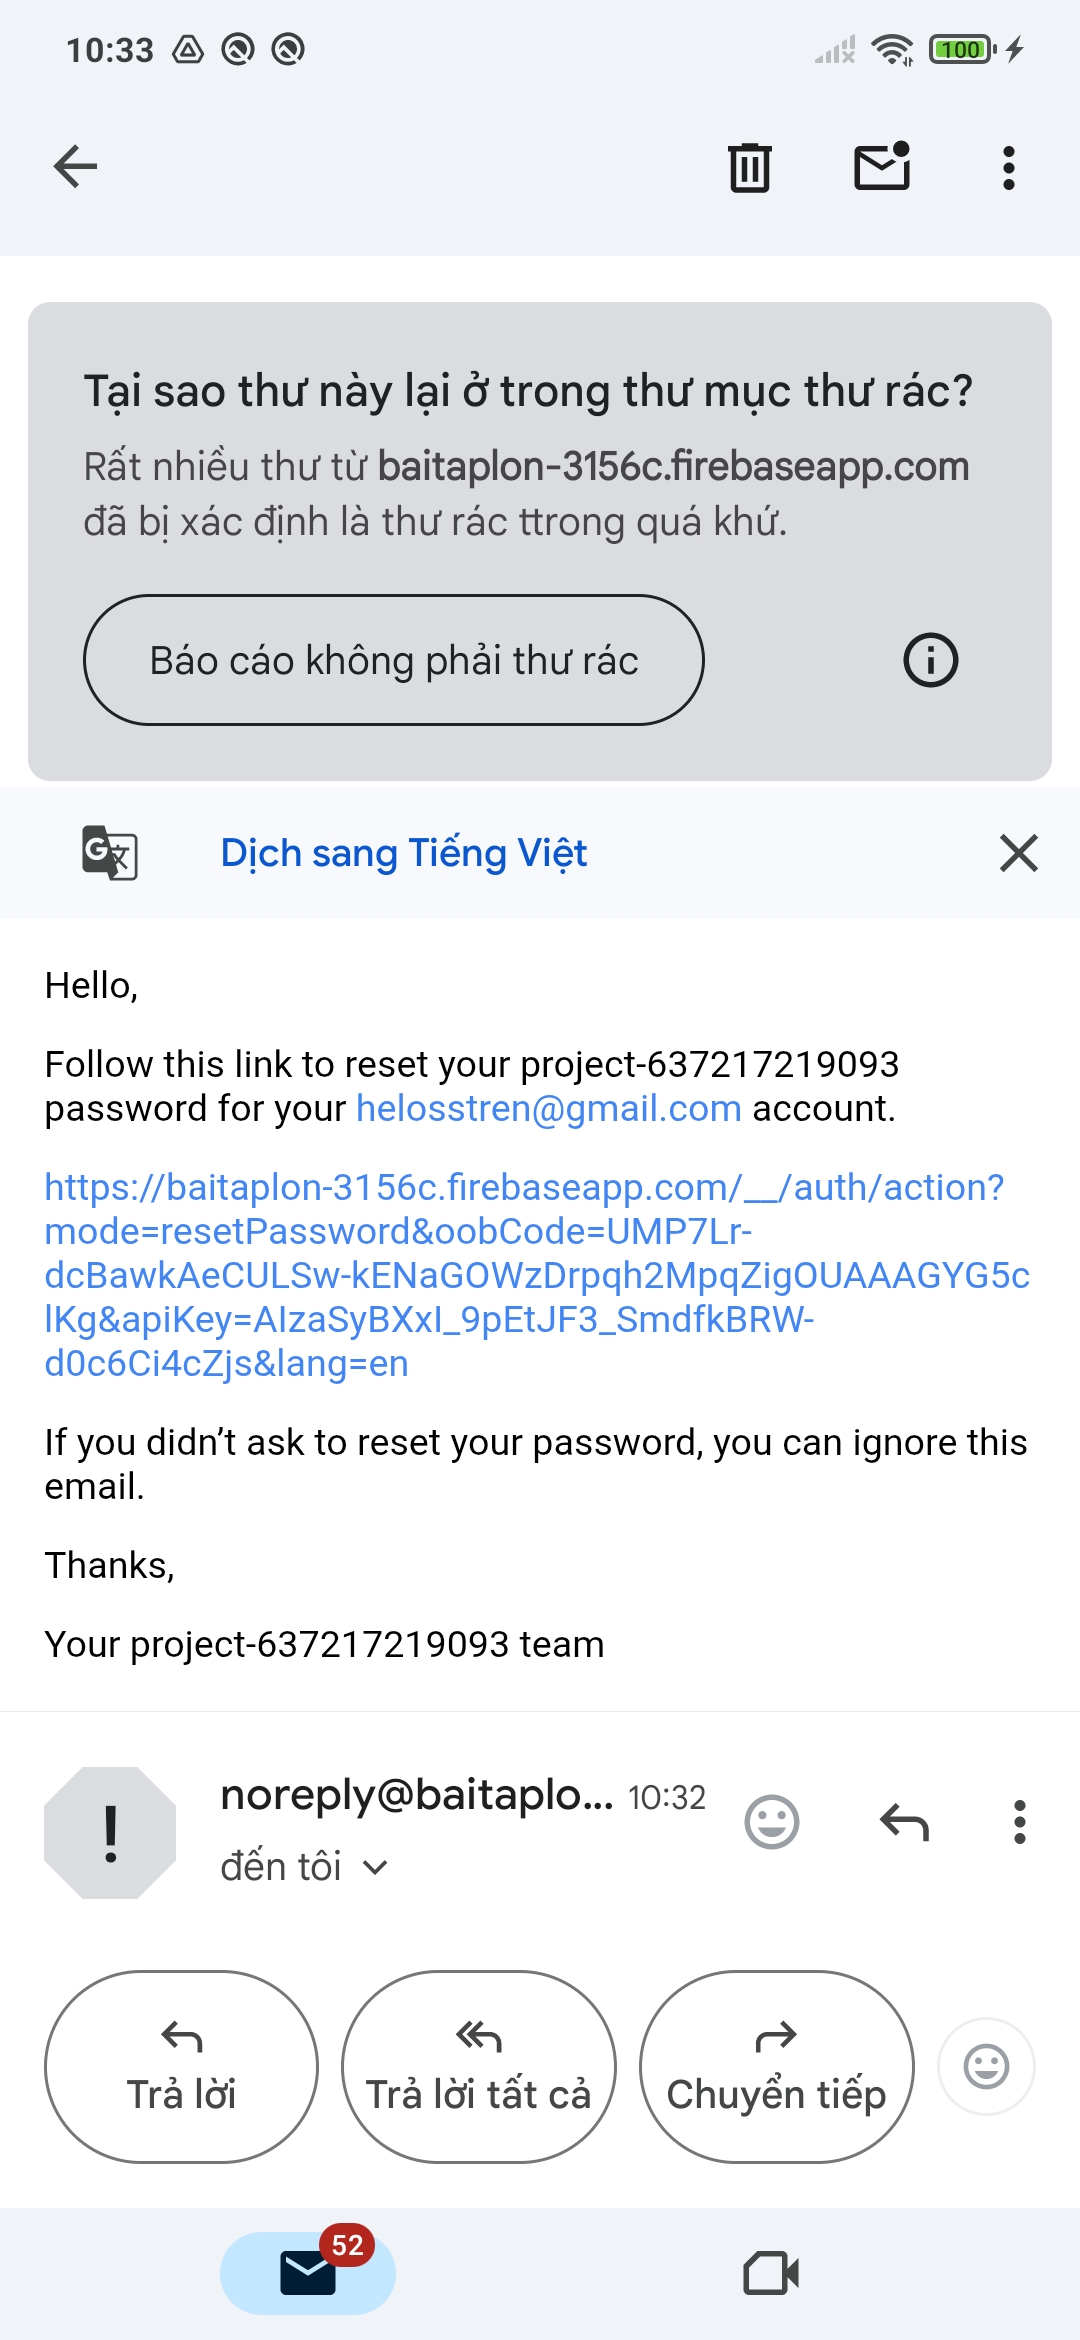 10:33
100
Tại sao thư này lại ở trong thư mục thư rác?
Rất nhiều thư từ baitaplon-3156c.firebaseapp.com
đã bị xác định là thư rác ttrong quá khứ.
Báo cáo không phải thư rác
Dịch sang Tiếng Việt
Hello,
Follow this link to reset your project-637217219093
password for your helosstren@gmail.com account.
https://baitaplon-3156c.firebaseapp.com/__/auth/action?
mode=resetPassword&oobCode=UMP7Lr-
dcBawkAeCULSw-kENaGOWzDrpqh2MpqZigOUAAAGYG5c
lKg&apiKey=AIzaSyBXxI_9pEtJF3_SmdfkBRW-
d0c6Ci4cZjs&lang=en
If you didn’t ask to reset your password, you can ignore this
email.
Thanks,
Your project-637217219093 team
noreply@baitaplo... 10:32
đến tôi
Trả lời
Trả lời tất cả
Chuyển tiếp
52